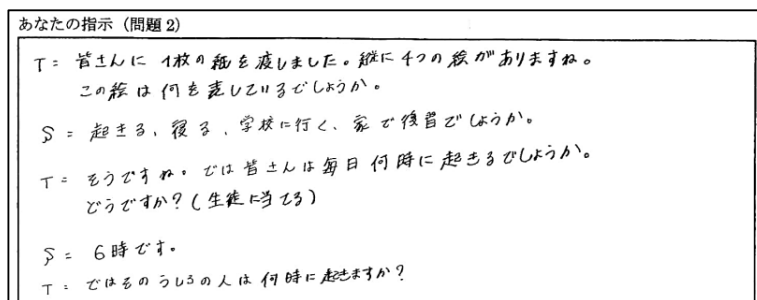 あなたの指示（問題２）
T： 皆さんに 1枚の紙を渡しました。縦に4つの絵がありますね。
この絵は何を表しているでしょうか。
S： 起きる、寝る、学校に行く、家で復習でしょうか。
T： そうですね。では皆さんは毎日何時に起きるでしょうか。
どうですか？（生徒に当てる）
S： 6時です。
T： ではそのうしろの人は何時に起きますか？